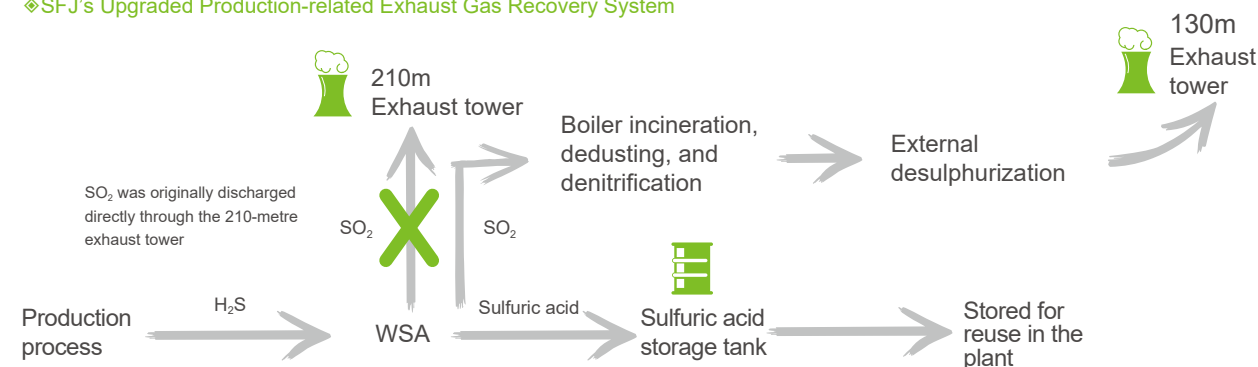 ◈SFJ's Upgraded Production-related Exhaust Gas Recovery System
130m
Exhaust
tower
210m
Exhaust tower
Boiler incineration,
dedusting, and
denitrification
External
desulphurization
SO₂ was originally discharged
directly through the 210-metre
exhaust tower
SO₂
SO₂
Production
process
H₂S
WSA
Sulfuric acid
Sulfuric acid
storage tank
Stored for
reuse in the
plant